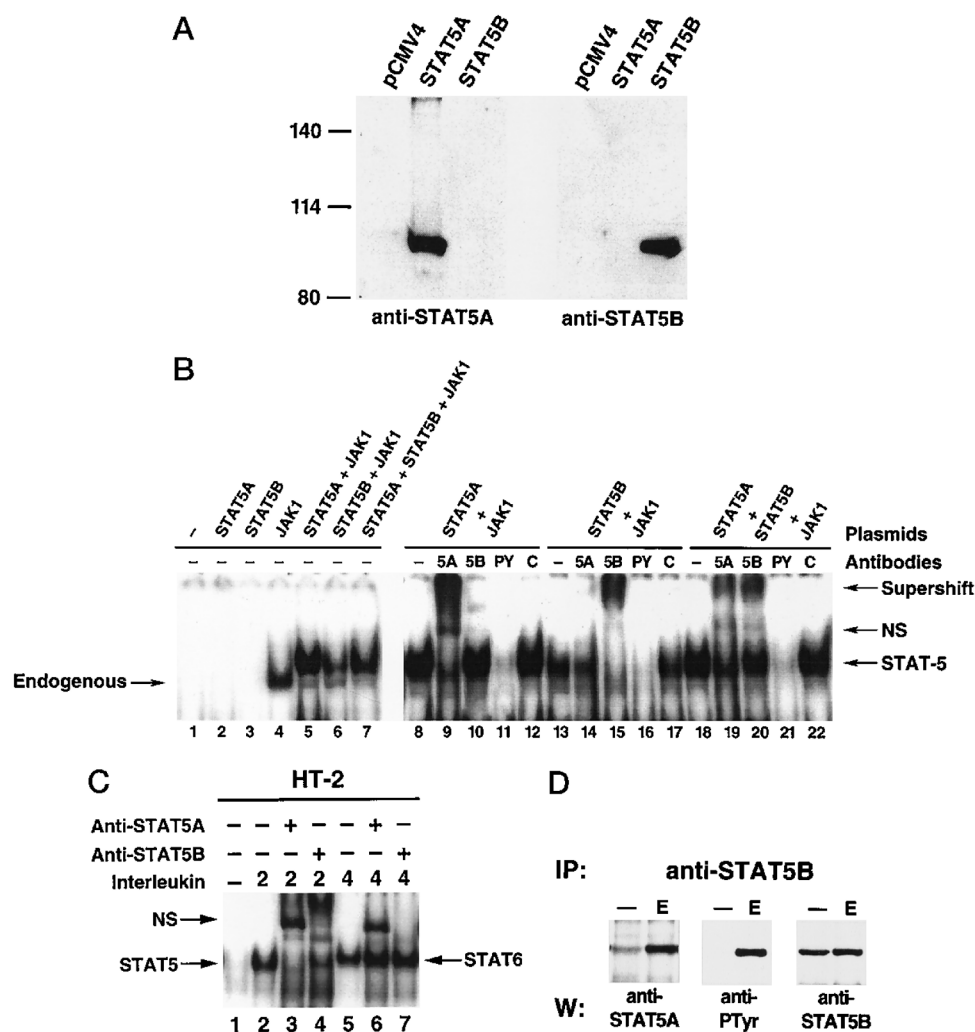 A
pCMV4 STAT5A STAT5B pCMV4 STAT5A STAT5B
140
114
80
anti-STAT5A anti-STAT5B
B
– STAT5A STAT5B JAK1 STAT5A + JAK1 STAT5B + JAK1 STAT5A + STAT5B + JAK1 STAT5A + JAK1 STAT5B + JAK1 STAT5A + STAT5B + JAK1 Plasmids
– – – – – – – – 5A 5B PY C – 5A 5B PY C – 5A 5B PY C Antibodies
Supershift
NS
STAT-5
Endogenous
1 2 3 4 5 6 7 8 9 10 11 12 13 14 15 16 17 18 19 20 21 22
C
HT-2
Anti-STAT5A – – + – – + –
Anti-STAT5B – – – + – – +
Interleukin – 2 2 2 4 4 4
NS
STAT5 STAT6
1 2 3 4 5 6 7
D
IP: anti-STAT5B
– E – E – E
W: anti-STAT5A anti-PTyr anti-STAT5B